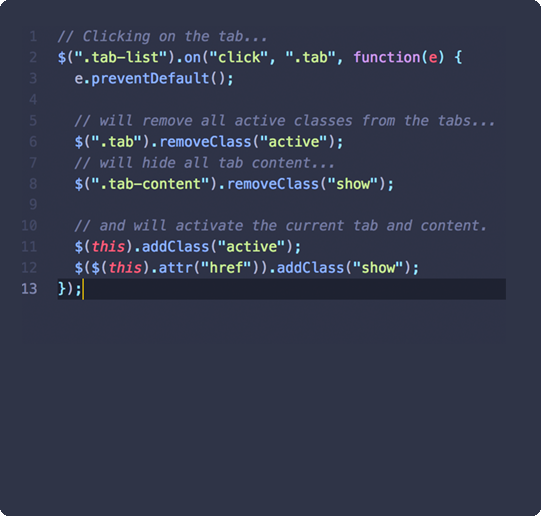 1 // Clicking on the tab...
2 $(".tab-list").on("click", ".tab", function(e) {
3 e.preventDefault();
4
5 // will remove all active classes from the tabs...
6 $(".tab").removeClass("active");
7 // will hide all tab content...
8 $(".tab-content").removeClass("show");
9
10 // and will activate the current tab and content.
11 $(this).addClass("active");
12 $($(this).attr("href")).addClass("show");
13 });